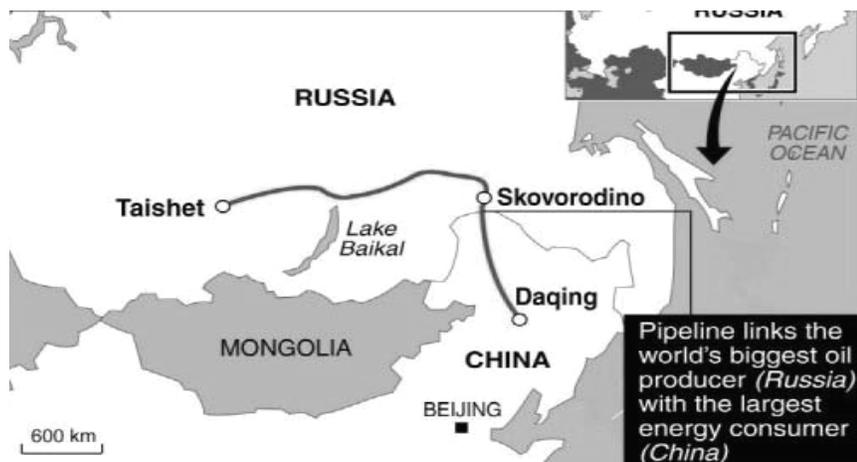 RUSSIA
RUSSIA
PACIFIC
OCEAN
Taishet
Skovorodino
Lake
Baikal
Daqing
MONGOLIA
CHINA
BEIJING
600 km
Pipeline links the
world's biggest oil
producer (Russia)
with the largest
energy consumer
(China)